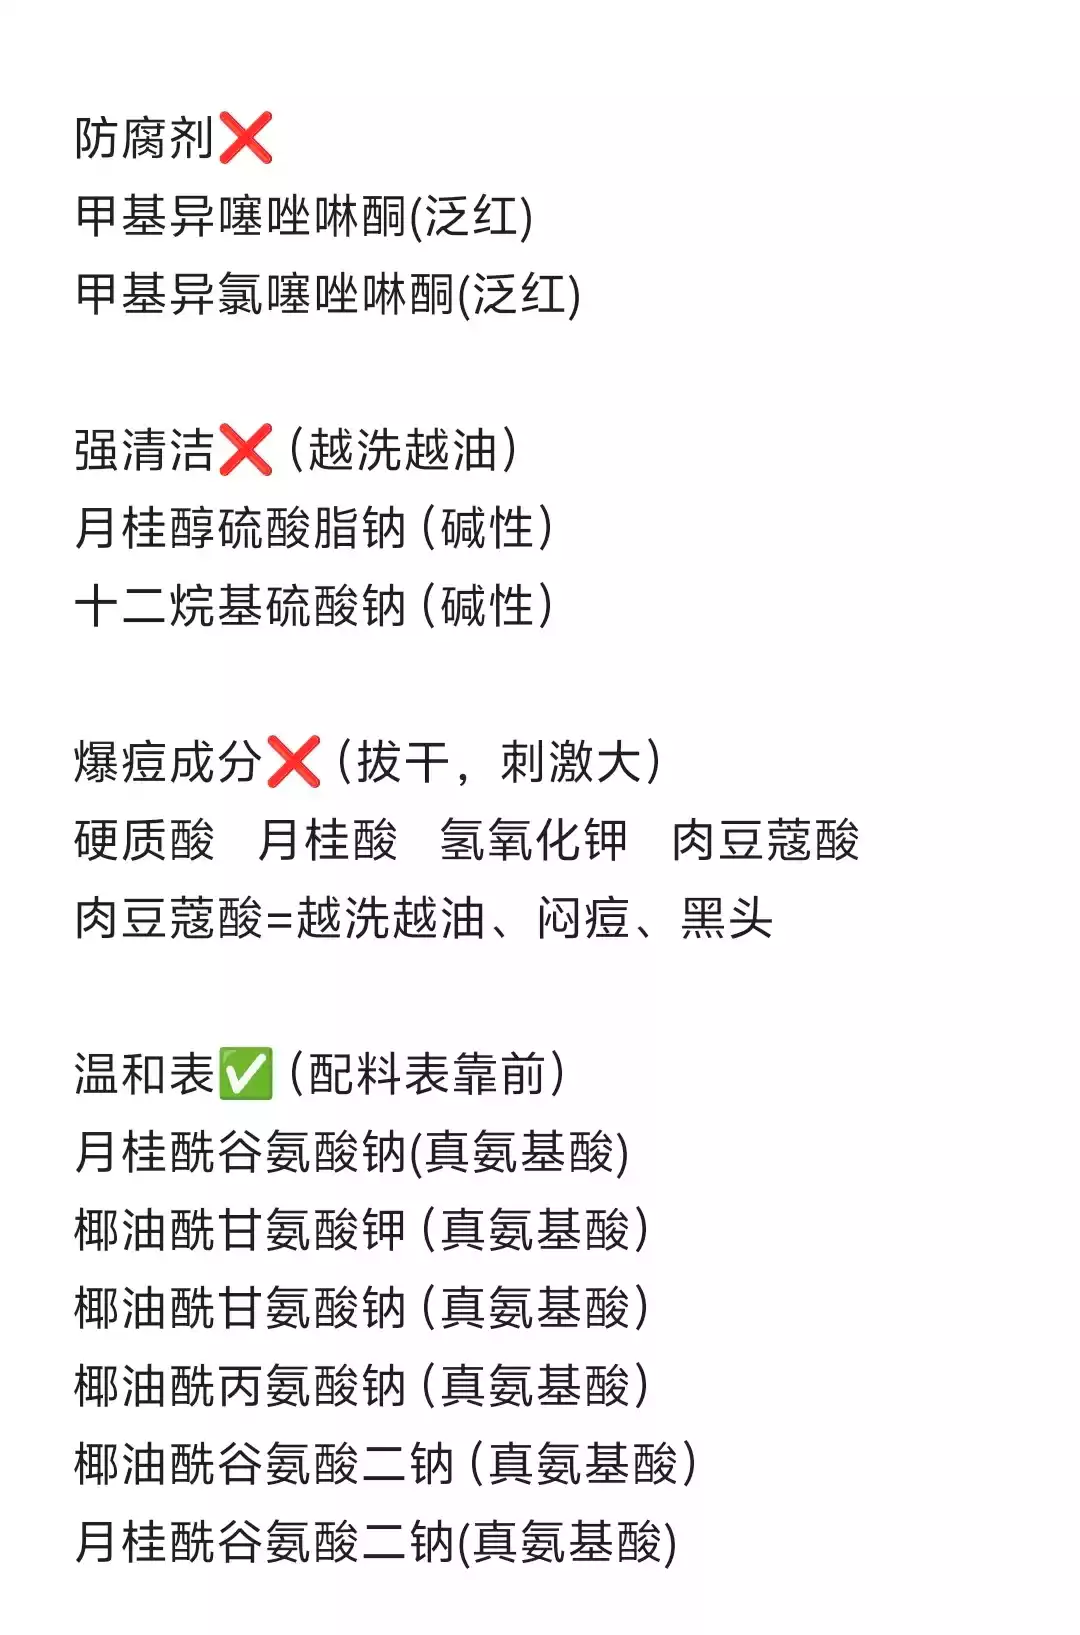 防腐剂❌
甲基异噻唑啉酮(泛红)
甲基异氯噻唑啉酮(泛红)
强清洁❌（越洗越油）
月桂醇硫酸脂钠（碱性）
十二烷基硫酸钠（碱性）
爆痘成分❌（拔干，刺激大）
硬质酸 月桂酸 氢氧化钾 肉豆蔻酸
肉豆蔻酸=越洗越油、闷痘、黑头
温和表✅（配料表靠前）
月桂酰谷氨酸钠(真氨基酸)
椰油酰甘氨酸钾（真氨基酸）
椰油酰甘氨酸钠（真氨基酸）
椰油酰丙氨酸钠（真氨基酸）
椰油酰谷氨酸二钠（真氨基酸）
月桂酰谷氨酸二钠(真氨基酸)